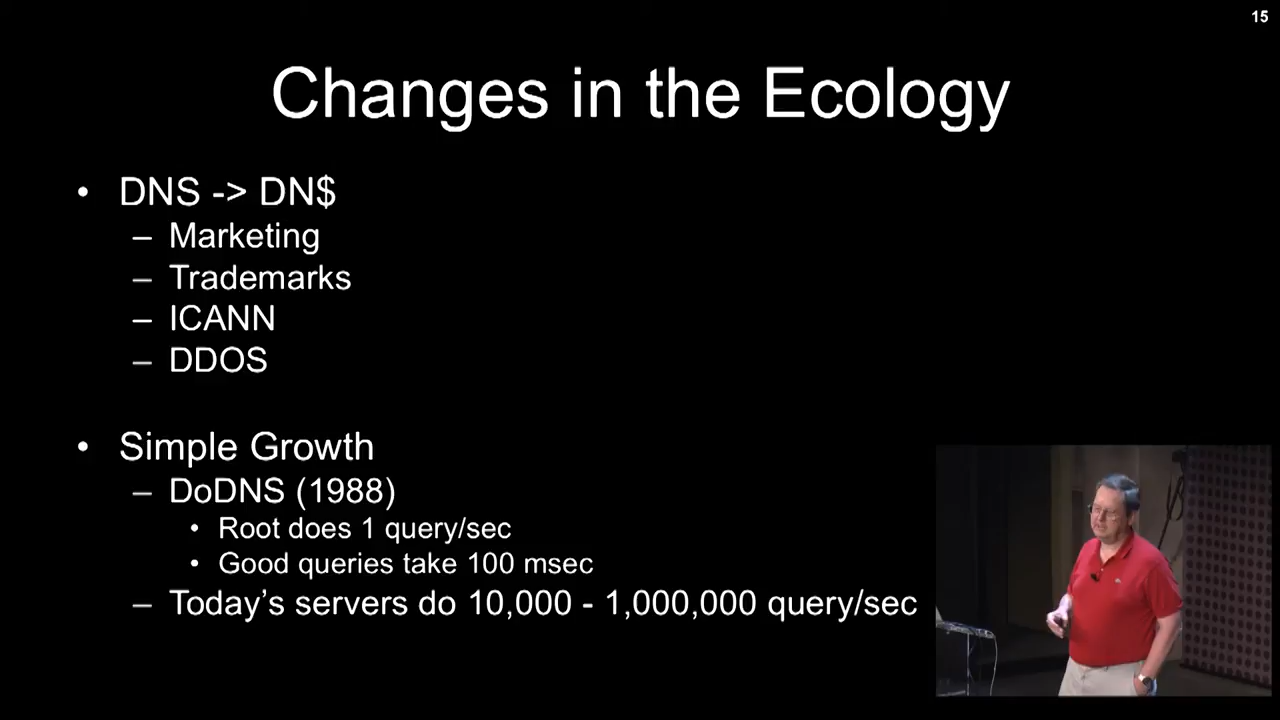 15
Changes in the Ecology
• DNS -> DN$
– Marketing
– Trademarks
– ICANN
– DDOS
• Simple Growth
– DoDNS (1988)
• Root does 1 query/sec
• Good queries take 100 msec
– Today’s servers do 10,000 - 1,000,000 query/sec